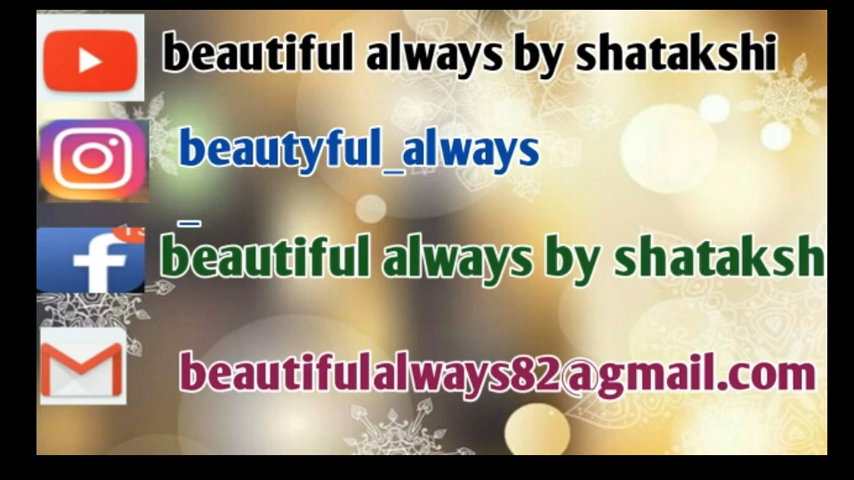 beautiful always by shatakshi
beautyful_always
_
beautiful always by shataksh
beautifulalways82@gmail.com